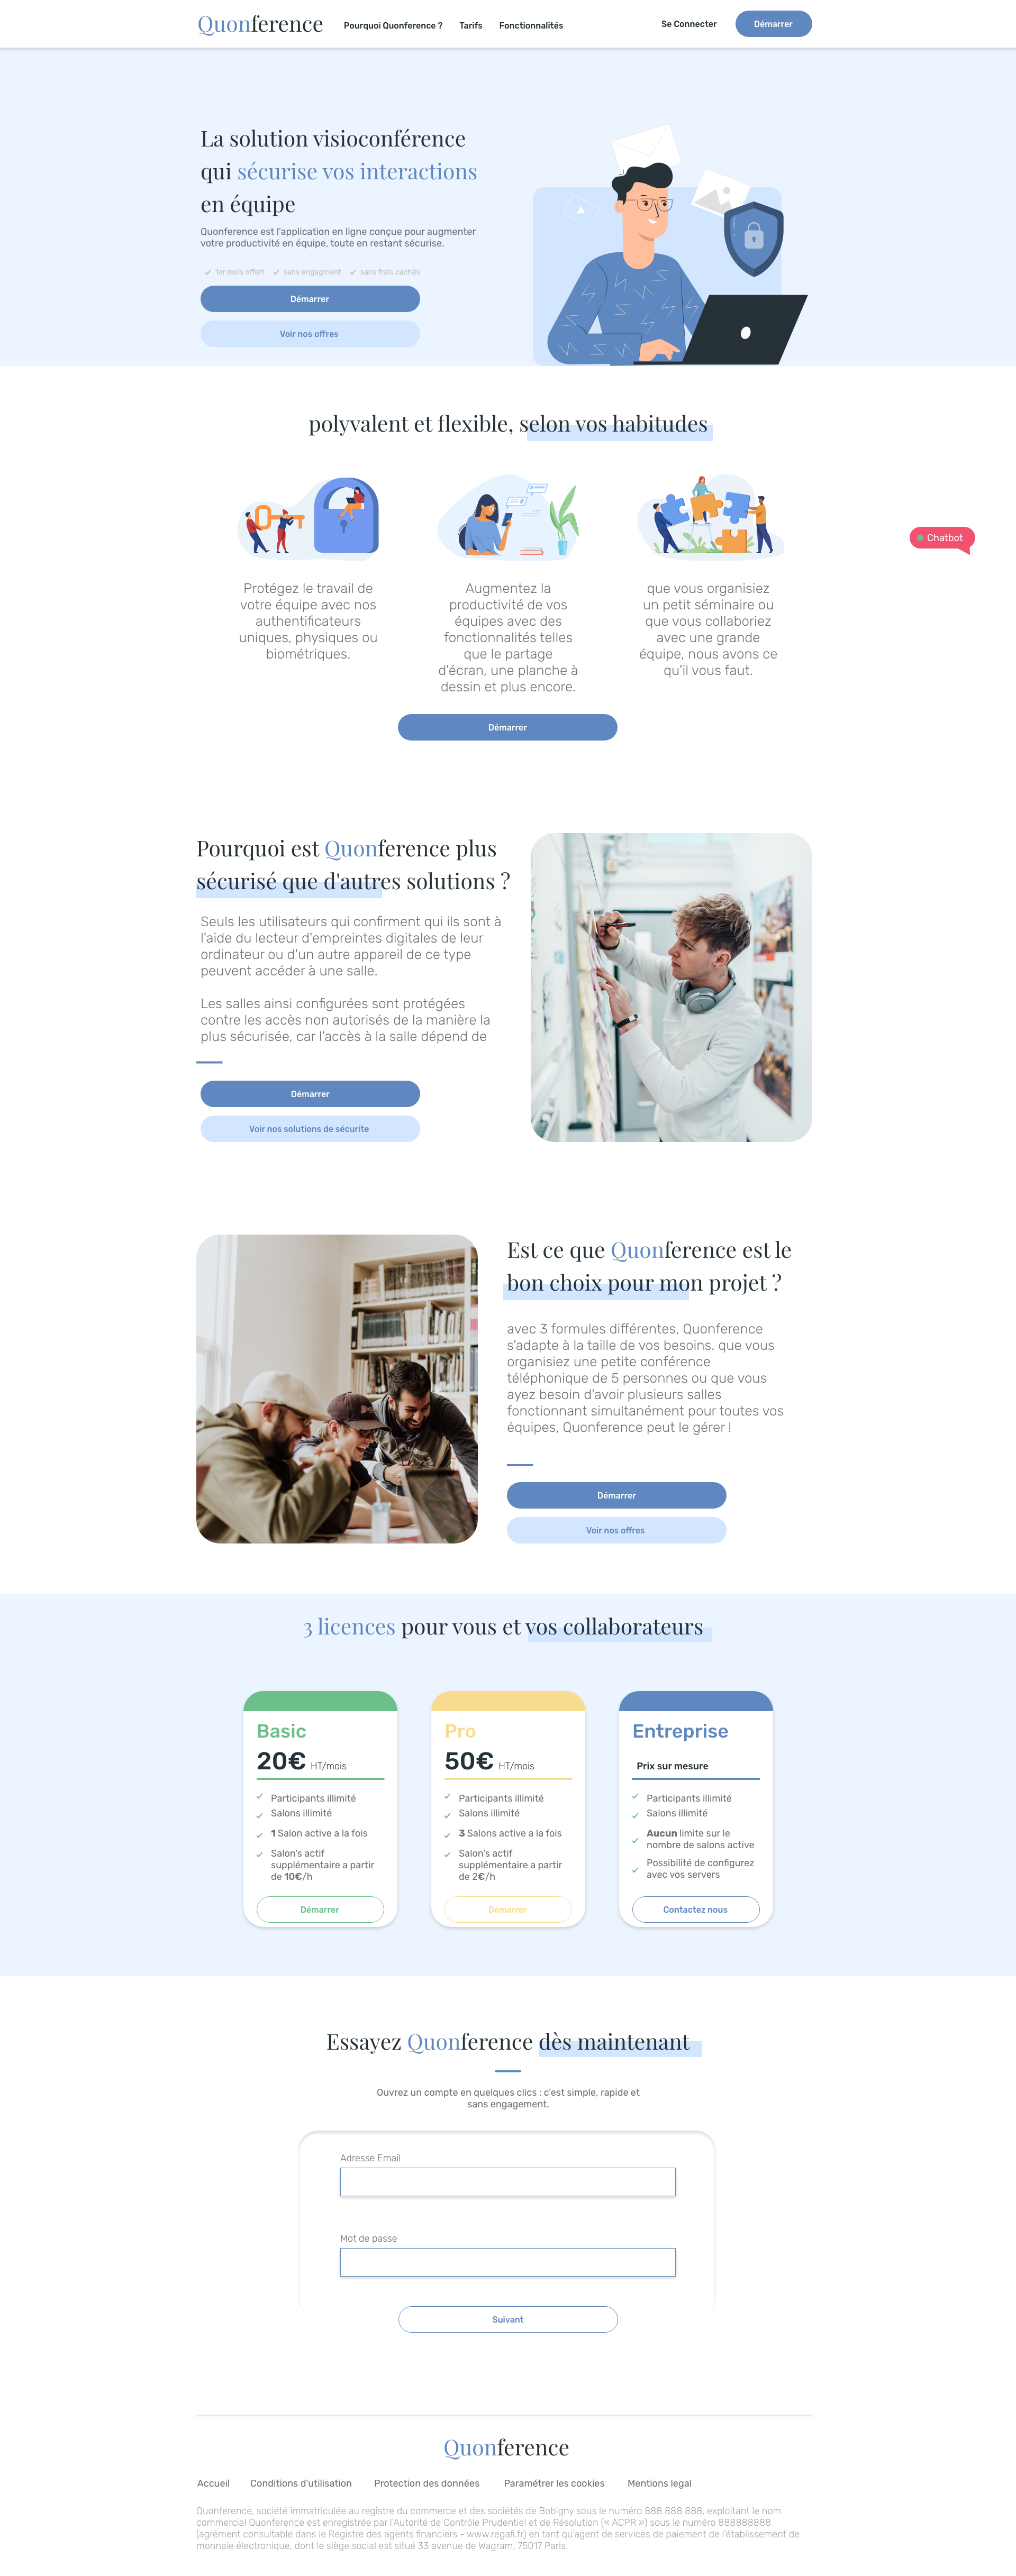 Quonference
Pourquoi Quonference ?
Tarifs
Fonctionnalités
Se Connecter
Démarrer
La solution visioconférence
qui sécurise vos interactions
en équipe
Quonference est l'application en ligne conçue pour augmenter
votre productivité en équipe, toute en restant sécurise.
1er mois offert
sans engagment
sans frais cachés
Démarrer
Voir nos offres
polyvalent et flexible, selon vos habitudes
Chatbot
Protégez le travail de
votre équipe avec nos
authentificateurs
uniques, physiques ou
biométriques.
Augmentez la
productivité de vos
équipes avec des
fonctionnalités telles
que le partage
d'écran, une planche à
dessin et plus encore.
que vous organisiez
un petit séminaire ou
que vous collaboriez
avec une grande
équipe, nous avons ce
qu'il vous faut.
Démarrer
Pourquoi est Quonference plus
sécurisé que d'autres solutions ?
Seuls les utilisateurs qui confirment qui ils sont à
l'aide du lecteur d'empreintes digitales de leur
ordinateur ou d'un autre appareil de ce type
peuvent accéder à une salle.
Les salles ainsi configurées sont protégées
contre les accès non autorisés de la manière la
plus sécurisée, car l'accès à la salle dépend de
Démarrer
Voir nos solutions de sécurite
Est ce que Quonference est le
bon choix pour mon projet ?
avec 3 formules différentes, Quonference
s'adapte à la taille de vos besoins. que vous
organisiez une petite conférence
téléphonique de 5 personnes ou que vous
ayez besoin d'avoir plusieurs salles
fonctionnant simultanément pour toutes vos
équipes, Quonference peut le gérer !
Démarrer
Voir nos offres
3 licences pour vous et vos collaborateurs
Basic
20€ HT/mois
Participants illimité
Salons illimité
1 Salon active a la fois
Salon's actif
supplémentaire a partir
de 10€/h
Démarrer
Pro
50€ HT/mois
Participants illimité
Salons illimité
3 Salons active a la fois
Salon's actif
supplémentaire a partir
de 2€/h
Démarrer
Entreprise
Prix sur mesure
Participants illimité
Salons illimité
Aucun limite sur le
nombre de salons active
Possibilité de configurez
avec vos servers
Contactez nous
Essayez Quonference dès maintenant
Ouvrez un compte en quelques clics : c'est simple, rapide et
sans engagement.
Adresse Email
Mot de passe
Suivant
Quonference
Accueil
Conditions d'utilisation
Protection des données
Paramétrer les cookies
Mentions legal
Quonference, société immatriculée au registre du commerce et des sociétés de Bobigny sous le numéro 888 888 888, exploitant le nom
commercial Quonference est enregistrée par l'Autorité de Contrôle Prudentiel et de Résolution (« ACPR ») sous le numéro 888888888
(agrément consultable dans le Registre des agents financiers - www.regafi.fr) en tant qu'agent de services de paiement de l'établissement de
monnaie électronique, dont le siège social est situé 33 avenue de Wagram, 75017 Paris.